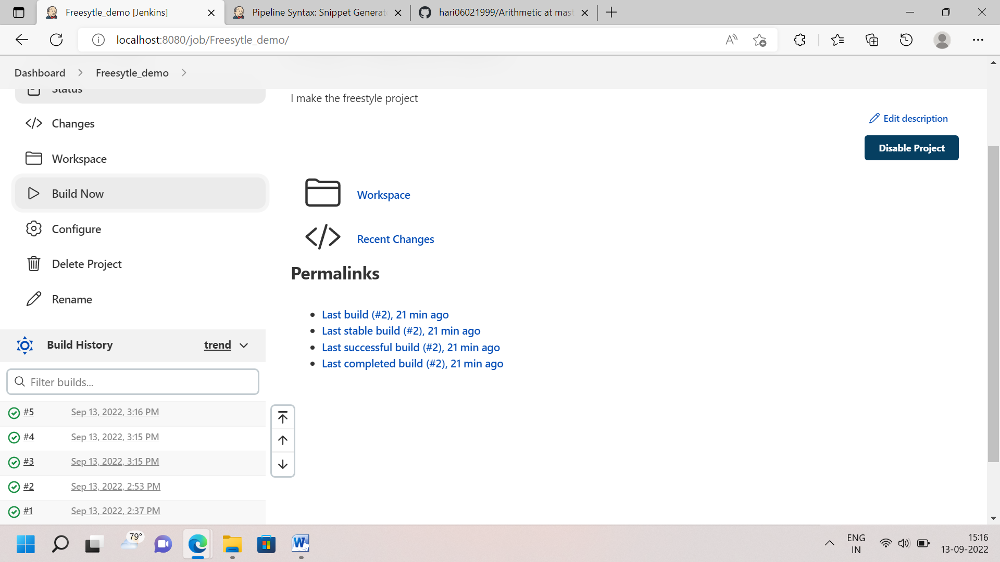 Freesytle_demo [Jenkins]
Pipeline Syntax: Snippet Generat
hari06021999/Arithmetic at mast
localhost:8080/job/Freesytle_demo/
Dashboard
Freesytle_demo
Status
I make the freestyle project
Changes
Edit description
Disable Project
Workspace
Build Now
Workspace
Configure
Recent Changes
Delete Project
Permalinks
Rename
Last build (#2), 21 min ago
Last stable build (#2), 21 min ago
Last successful build (#2), 21 min ago
Last completed build (#2), 21 min ago
Build History
trend
Filter builds...
#5 Sep 13, 2022, 3:16 PM
#4 Sep 13, 2022, 3:15 PM
#3 Sep 13, 2022, 3:15 PM
#2 Sep 13, 2022, 2:53 PM
#1 Sep 13, 2022, 2:37 PM
79°
ENG
IN
15:16
13-09-2022